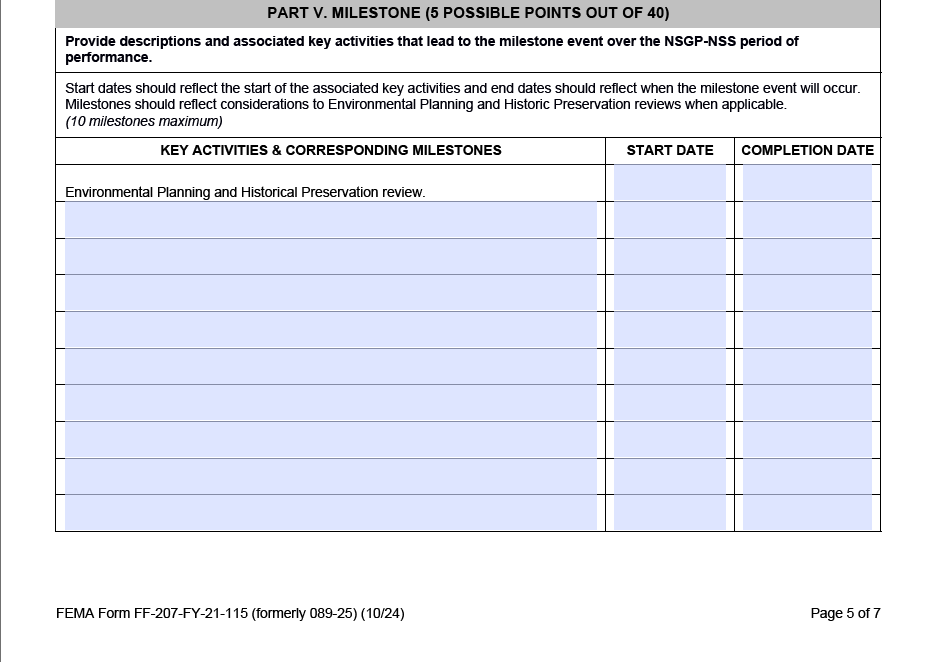 PART V. MILESTONE (5 POSSIBLE POINTS OUT OF 40)
Provide descriptions and associated key activities that lead to the milestone event over the NSGP-NSS period of
performance.
Start dates should reflect the start of the associated key activities and end dates should reflect when the milestone event will occur.
Milestones should reflect considerations to Environmental Planning and Historic Preservation reviews when applicable.
(10 milestones maximum)
KEY ACTIVITIES & CORRESPONDING MILESTONES START DATE COMPLETION DATE
Environmental Planning and Historical Preservation review.
FEMA Form FF-207-FY-21-115 (formerly 089-25) (10/24) Page 5 of 7